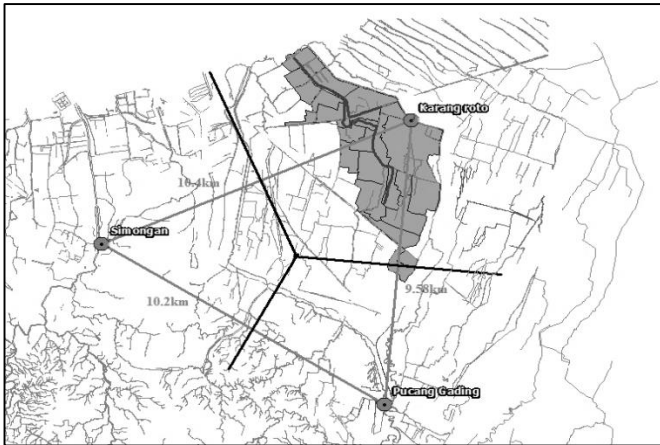 Karang roto
10.4km
Simongan
10.2km
9.58km
Pucang Gading